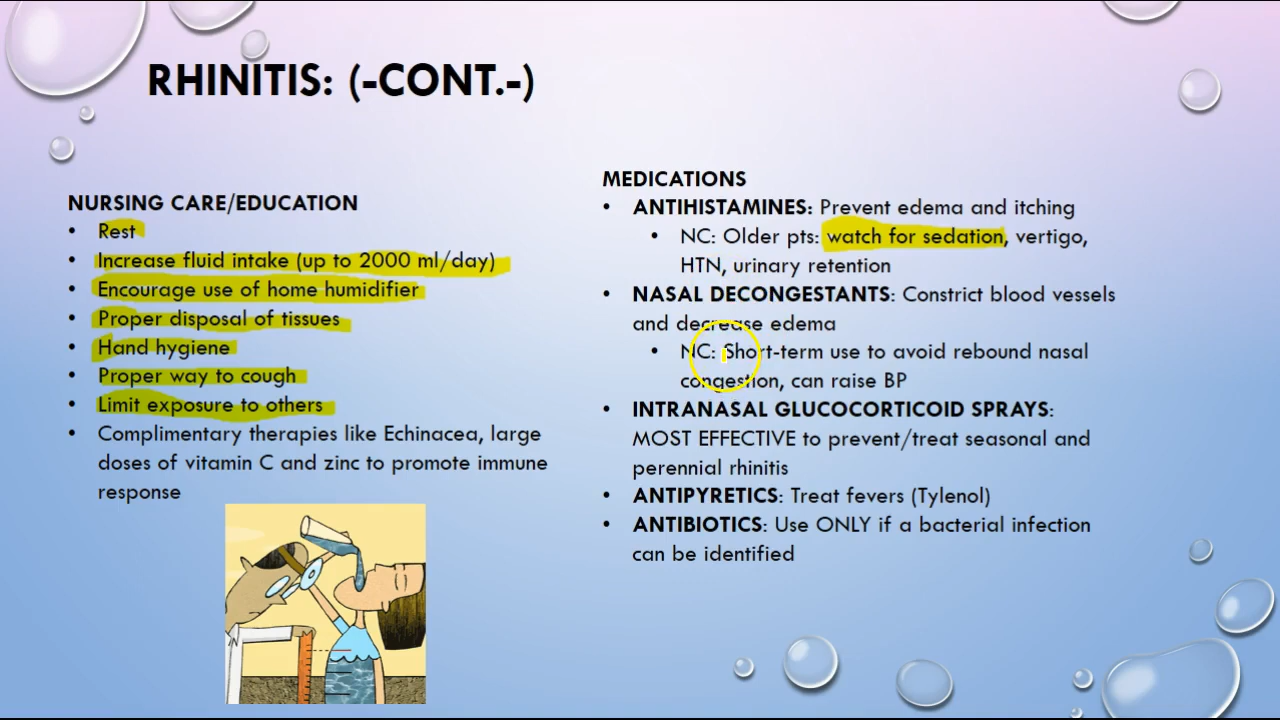 RHINITIS: (-CONT.-)
NURSING CARE/EDUCATION
• Rest
• Increase fluid intake (up to 2000 ml/day)
• Encourage use of home humidifier
• Proper disposal of tissues
• Hand hygiene
• Proper way to cough
• Limit exposure to others
• Complimentary therapies like Echinacea, large
doses of vitamin C and zinc to promote immune
response
MEDICATIONS
• ANTIHISTAMINES: Prevent edema and itching
• NC: Older pts: watch for sedation, vertigo,
HTN, urinary retention
• NASAL DECONGESTANTS: Constrict blood vessels
and decrease edema
• NC: Short-term use to avoid rebound nasal
congestion, can raise BP
• INTRANASAL GLUCOCORTICOID SPRAYS:
MOST EFFECTIVE to prevent/treat seasonal and
perennial rhinitis
• ANTIPYRETICS: Treat fevers (Tylenol)
• ANTIBIOTICS: Use ONLY if a bacterial infection
can be identified